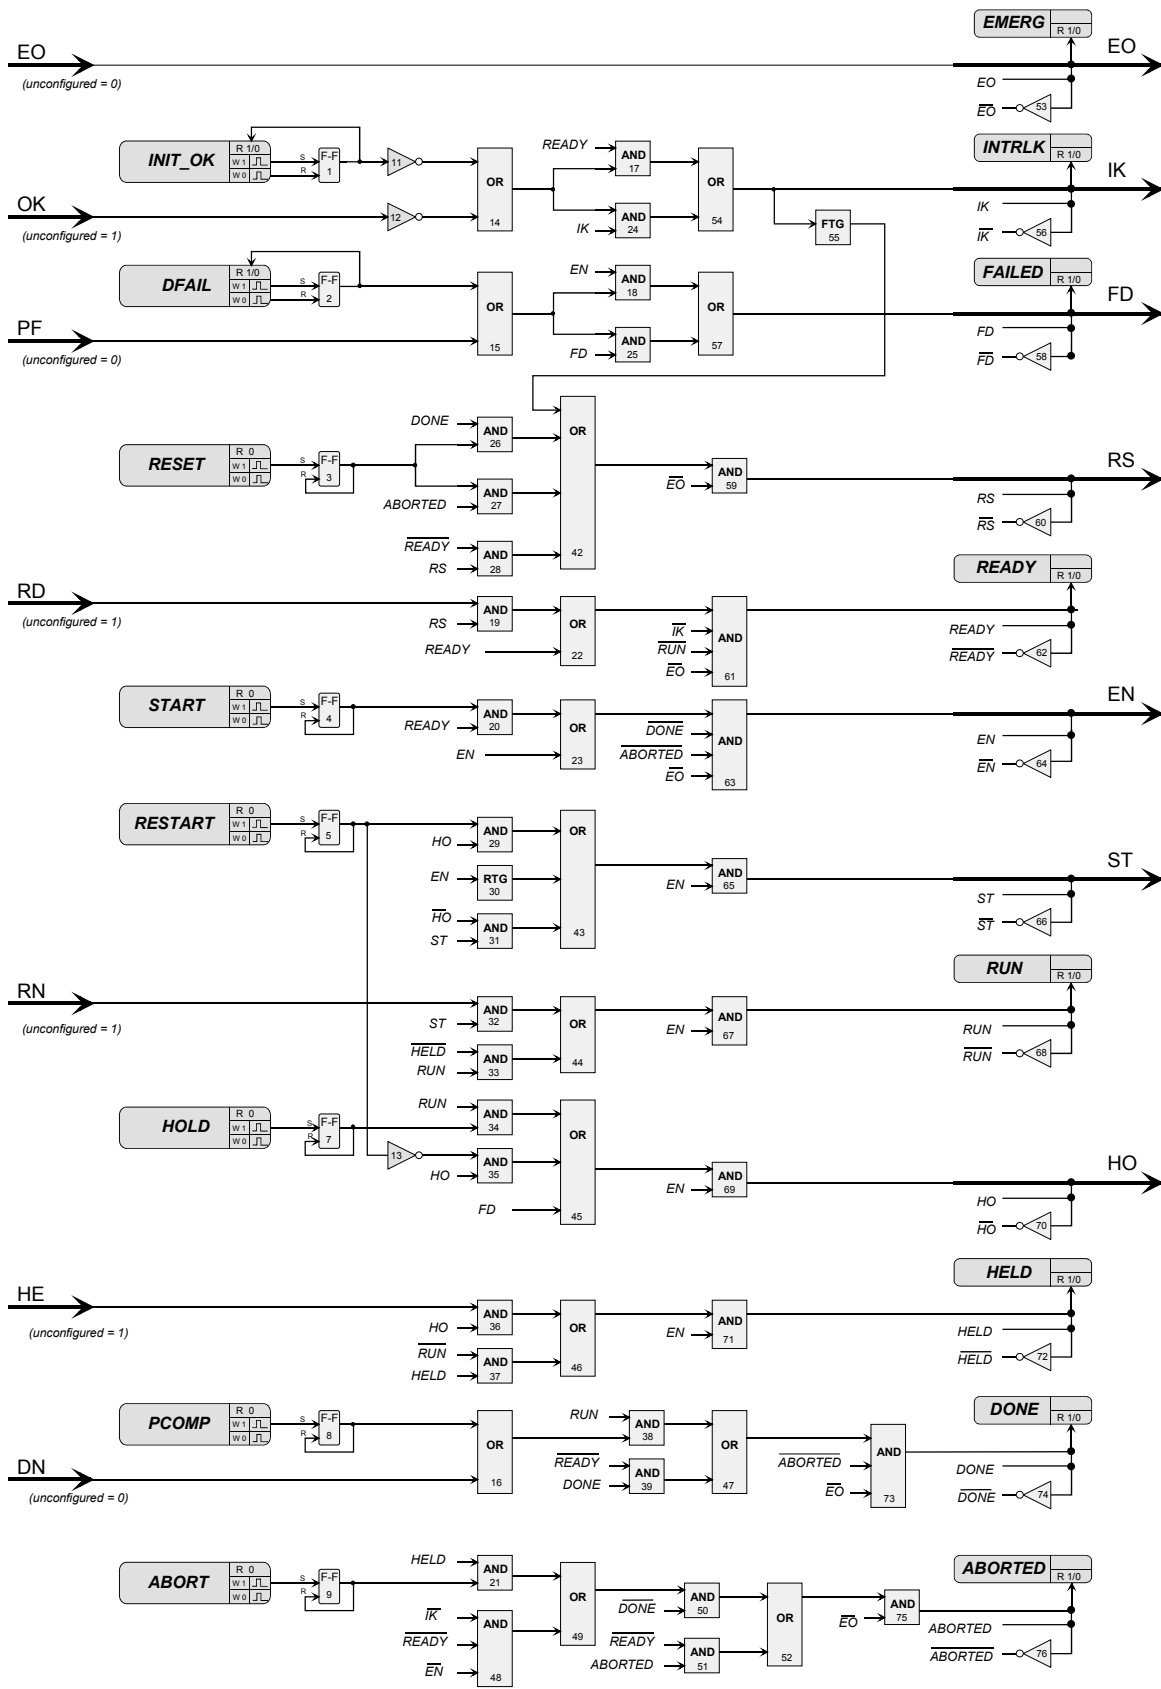 EMERG
R 1/0
EO
EO
(unconfigured = 0)
EO
EO
53
INIT_OK
R 1/0
W 1
W 0
S
R
F-F
1
11
OK
(unconfigured = 1)
12
OR
14
READY
AND
17
IK
AND
24
OR
54
FTG
55
INTRLK
R 1/0
IK
IK
IK
56
DFAIL
R 1/0
W 1
W 0
S
R
F-F
2
PF
(unconfigured = 0)
OR
15
EN
AND
18
FD
AND
25
OR
57
FAILED
R 1/0
FD
FD
FD
58
RESET
R 0
W 1
W 0
S
R
F-F
3
DONE
AND
26
ABORTED
AND
27
READY
RS
AND
28
OR
42
EO
AND
59
RS
RS
RS
60
RD
(unconfigured = 1)
RS
AND
19
READY
OR
22
IK
RUN
EO
AND
61
READY
R 1/0
READY
READY
62
START
R 0
W 1
W 0
S
R
F-F
4
READY
AND
20
EN
OR
23
DONE
ABORTED
EO
AND
63
EN
EN
EN
64
RESTART
R 0
W 1
W 0
S
R
F-F
5
HO
AND
29
EN
RTG
30
HO
ST
AND
31
OR
43
EN
AND
65
ST
ST
ST
66
RN
(unconfigured = 1)
ST
AND
32
HELD
RUN
AND
33
OR
44
EN
AND
67
RUN
R 1/0
RUN
RUN
68
HOLD
R 0
W 1
W 0
S
R
F-F
7
13
RUN
AND
34
HO
AND
35
FD
OR
45
EN
AND
69
HO
HO
HO
70
HE
(unconfigured = 1)
HO
AND
36
RUN
HELD
AND
37
OR
46
EN
AND
71
HELD
R 1/0
HELD
HELD
72
PCOMP
R 0
W 1
W 0
S
R
F-F
8
DN
(unconfigured = 0)
OR
16
RUN
AND
38
READY
DONE
AND
39
OR
47
ABORTED
EO
AND
73
DONE
R 1/0
DONE
DONE
74
ABORT
R 0
W 1
W 0
S
R
F-F
9
HELD
AND
21
IK
READY
EN
AND
48
OR
49
DONE
AND
50
READY
ABORTED
AND
51
OR
52
EO
AND
75
ABORTED
R 1/0
ABORTED
ABORTED
76